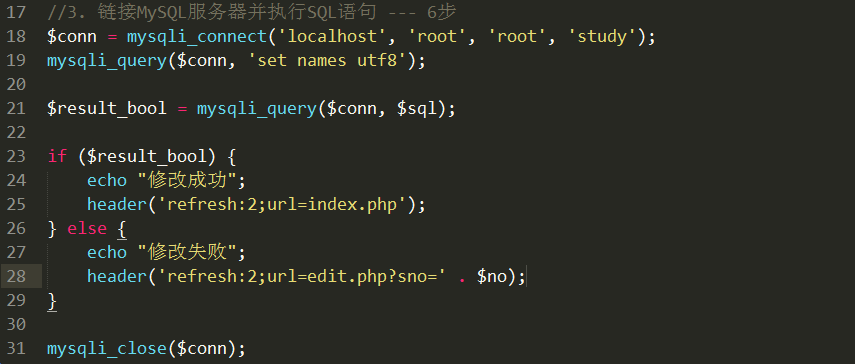 17 //3. 链接MySQL服务器并执行SQL语句 --- 6步
18 $conn = mysqli_connect('localhost', 'root', 'root', 'study');
19 mysqli_query($conn, 'set names utf8');
20
21 $result_bool = mysqli_query($conn, $sql);
22
23 if ($result_bool) {
24     echo "修改成功";
25     header('refresh:2;url=index.php');
26 } else {
27     echo "修改失败";
28     header('refresh:2;url=edit.php?sno=' . $no);
29 }
30
31 mysqli_close($conn);